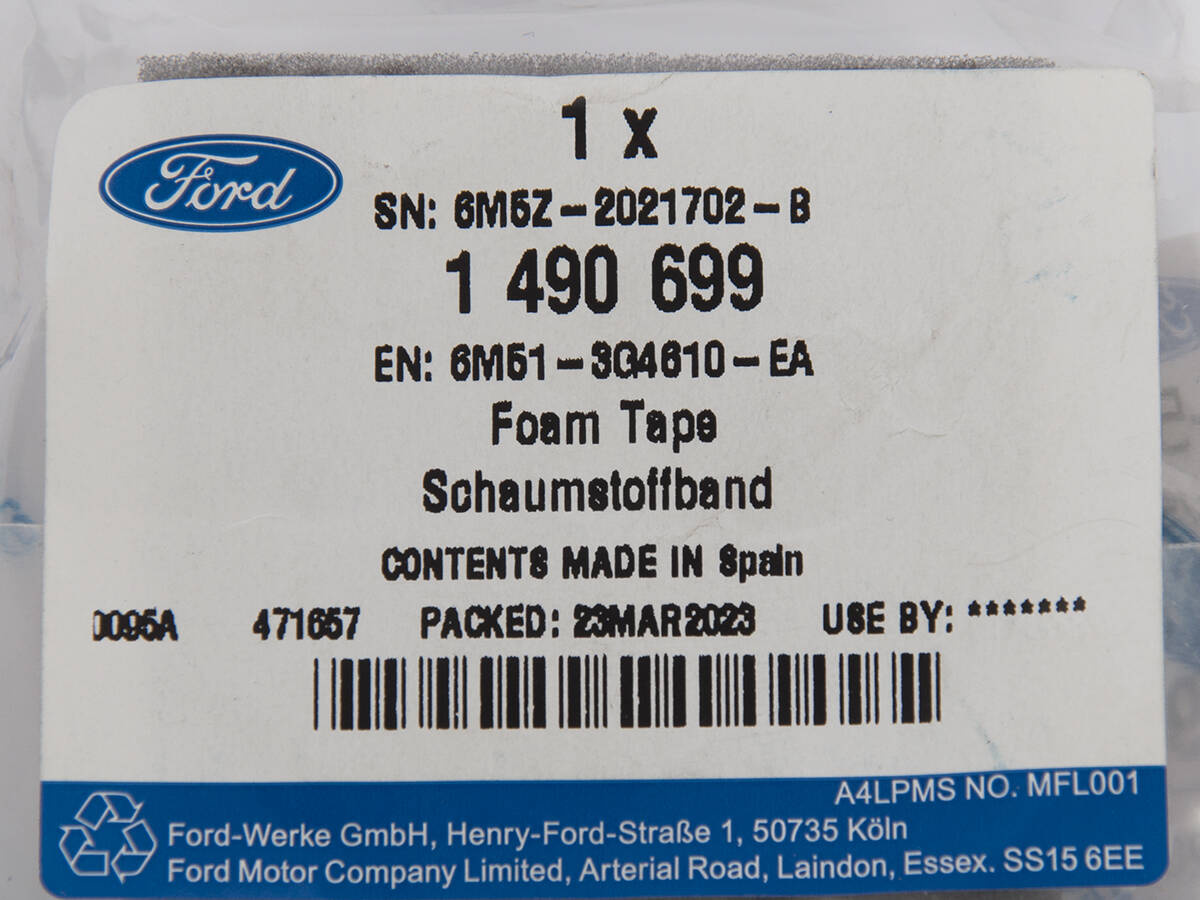 1 x
Ford
SN: 6M5Z-2021702-B
1 490 699
EN: 6M51-3G4610-EA
Foam Tape
Schaumstoffband
CONTENTS MADE IN Spain
0095A 471657 PACKED: 23MAR2023 USE BY: *******
A4LPMS NO. MFL001
Ford-Werke GmbH, Henry-Ford-Straße 1, 50735 Köln
Ford Motor Company Limited, Arterial Road, Laindon, Essex. SS15 6EE